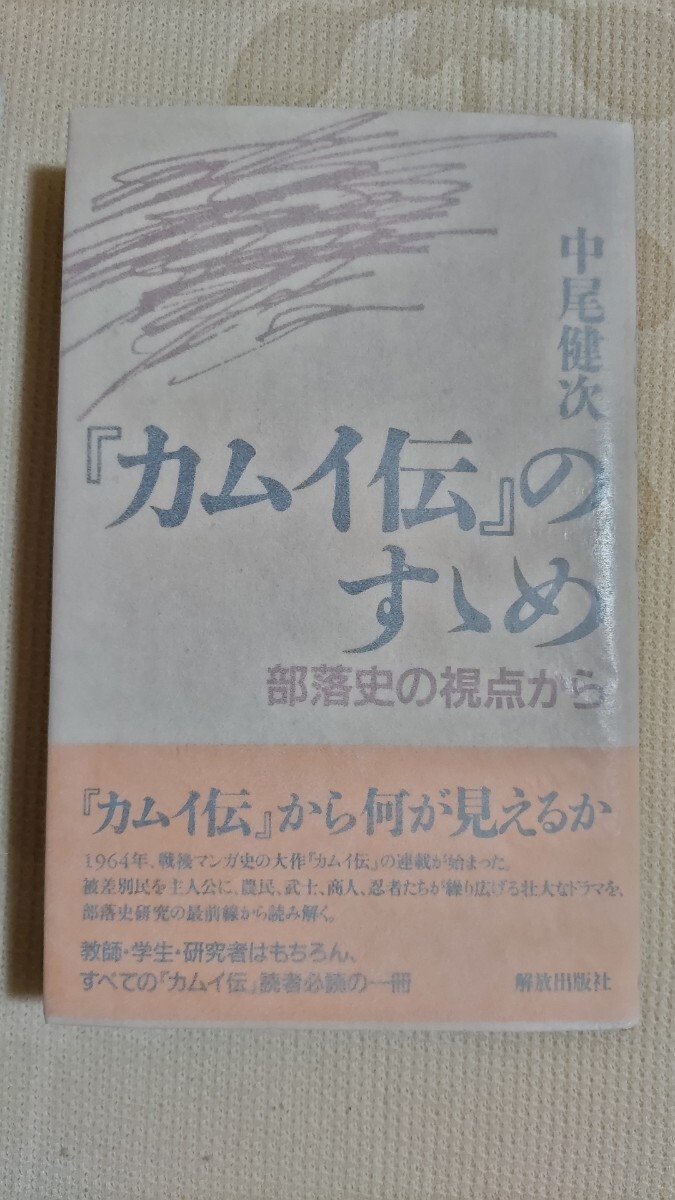 中尾健次
『カムイ伝』の
すゝめ
部落史の視点から
『カムイ伝』から何が見えるか
1964年、戦後マンガ史の大作『カムイ伝』の連載が始まった。
被差別民を主人公に、農民、武士、商人、忍者たちが繰り広げる壮大なドラマを、
部落史研究の最前線から読み解く。
教師・学生・研究者はもちろん、
すべての『カムイ伝』読者必読の一冊
解放出版社